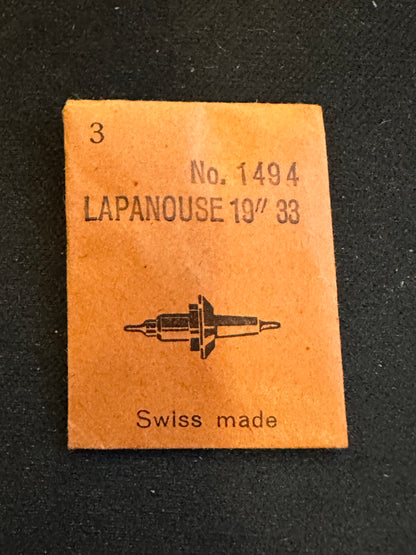 3
No. 1494
LAPANOUSE 19″ 33
Swiss made